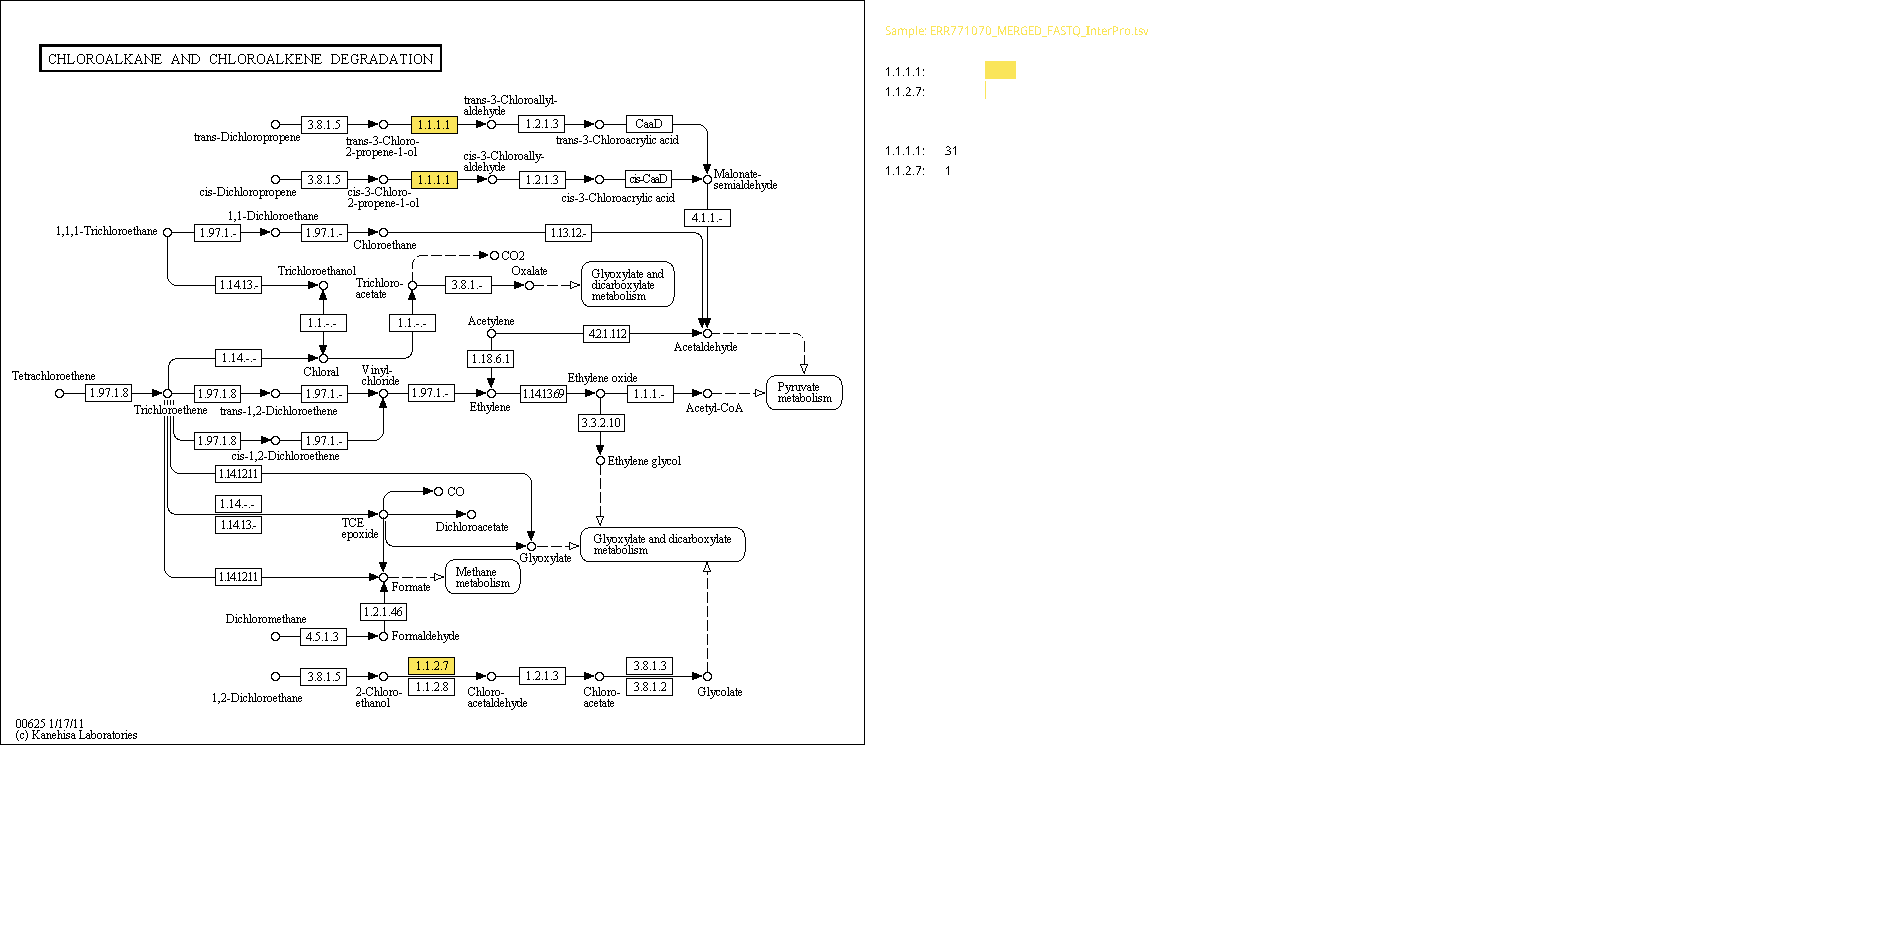 Sample: ERR771070_MERGED_FASTQ_InterPro.tsv
CHLOROALKANE AND CHLOROALKENE DEGRADATION
1.1.1.1:
1.1.2.7:
1.1.1.1: 31
1.1.2.7: 1
trans-3-Chloroallyl-
aldehyde
3.8.1.5
1.1.1.1
1.2.1.3
CaaD
trans-Dichloropropene
trans-3-Chloro-
2-propene-1-ol
trans-3-Chloroacrylic acid
cis-3-Chloroally-
aldehyde
3.8.1.5
1.1.1.1
1.2.1.3
cis-CaaD
Malonate-
semialdehyde
cis-Dichloropropene
cis-3-Chloro-
2-propene-1-ol
cis-3-Chloroacrylic acid
4.1.1.-
1,1-Dichloroethane
1,1,1-Trichloroethane
1.97.1.-
1.97.1.-
1.13.12.-
Chloroethane
CO2
Trichloroethanol
Oxalate
1.14.13.-
Trichloro-
acetate
3.8.1.-
Glyoxylate and
dicarboxylate
metabolism
1.1.-.-
1.1.-.-
Acetylene
4.2.1.112
Acetaldehyde
1.14.-.-
1.18.6.1
Chloral
Vinyl-
chloride
Tetrachloroethene
Ethylene oxide
1.97.1.8
1.97.1.8
1.97.1.-
1.97.1.-
1.14.13.69
1.1.1.-
Pyruvate
metabolism
Trichloroethene
trans-1,2-Dichloroethene
Ethylene
Acetyl-CoA
3.3.2.10
1.97.1.8
1.97.1.-
cis-1,2-Dichloroethene
Ethylene glycol
1.14.12.11
CO
1.14.-.-
1.14.13.-
TCE
epoxide
Dichloroacetate
Glyoxylate and dicarboxylate
metabolism
Glyoxylate
1.14.12.11
Formate
Methane
metabolism
1.2.1.46
Dichloromethane
4.5.1.3
Formaldehyde
3.8.1.5
1.1.2.7
1.1.2.8
1.2.1.3
3.8.1.3
3.8.1.2
1,2-Dichloroethane
2-Chloro-
ethanol
Chloro-
acetaldehyde
Chloro-
acetate
Glycolate
00625 1/17/11
(c) Kanehisa Laboratories